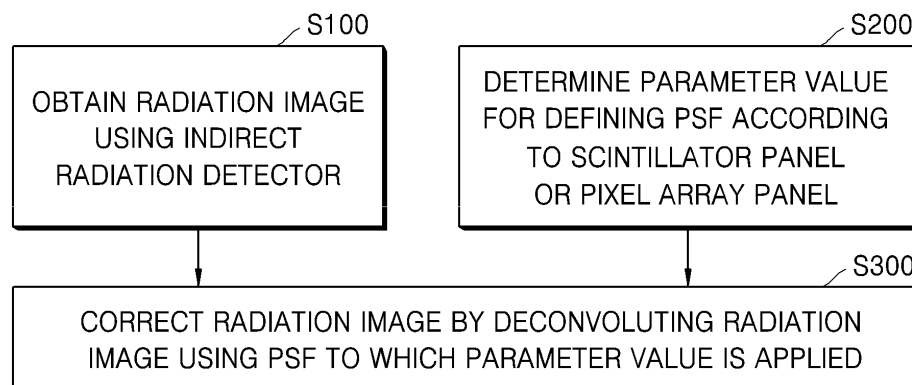 S100
OBTAIN RADIATION IMAGE
USING INDIRECT
RADIATION DETECTOR
S200
DETERMINE PARAMETER VALUE
FOR DEFINING PSF ACCORDING
TO SCINTILLATOR PANEL
OR PIXEL ARRAY PANEL
S300
CORRECT RADIATION IMAGE BY DECONVOLUTING RADIATION
IMAGE USING PSF TO WHICH PARAMETER VALUE IS APPLIED